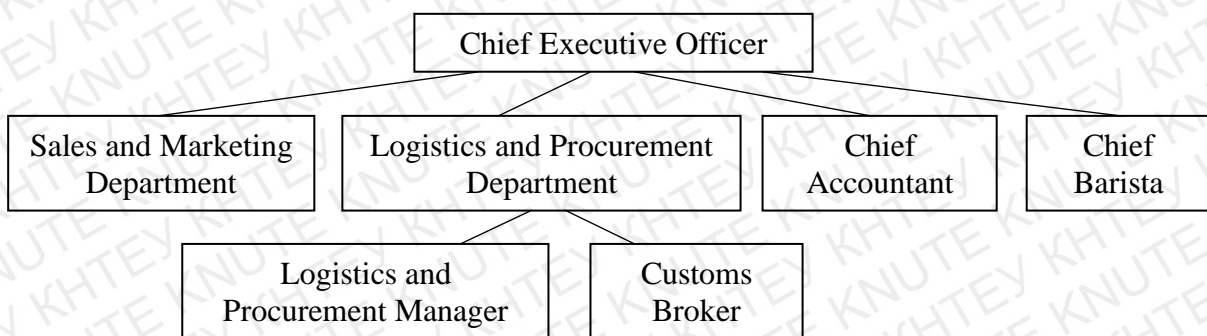 Chief Executive Officer
Sales and Marketing
Department
Logistics and Procurement
Department
Chief
Accountant
Chief
Barista
Logistics and
Procurement Manager
Customs
Broker